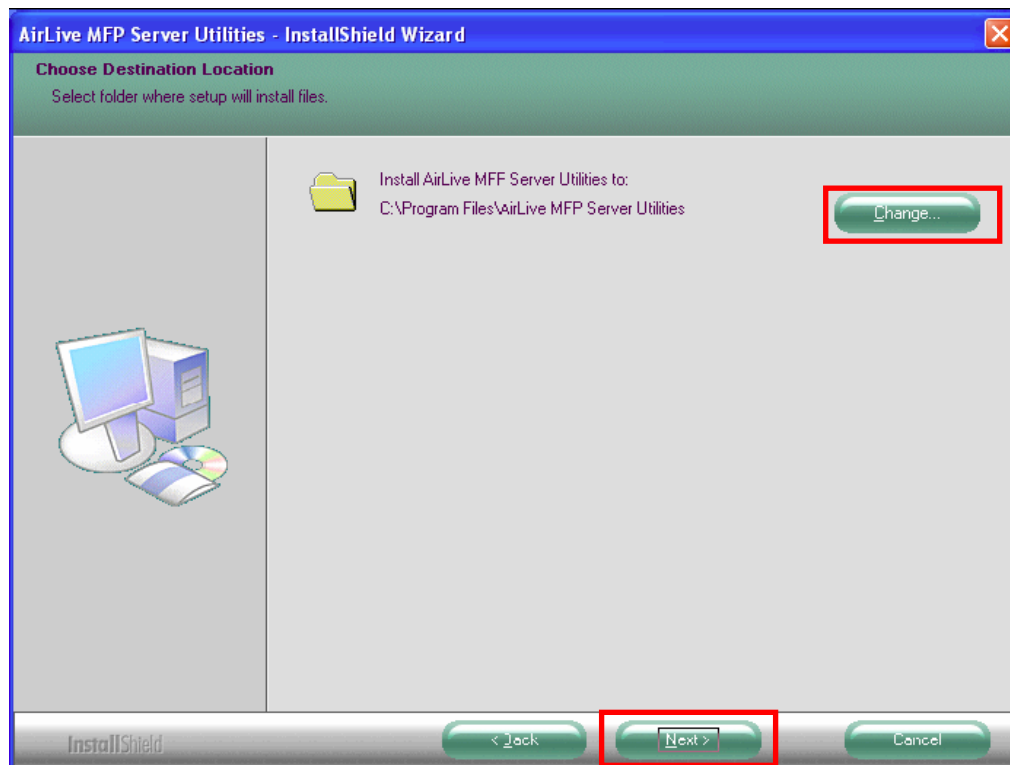 AirLive MFP Server Utilities - InstallShield Wizard
Choose Destination Location
Select folder where setup will install files.
Install AirLive MFF Server Utilities to:
C:\Program Files\AirLive MFP Server Utilities
Change...
InstallShield
< Jack
Next >
Cancel